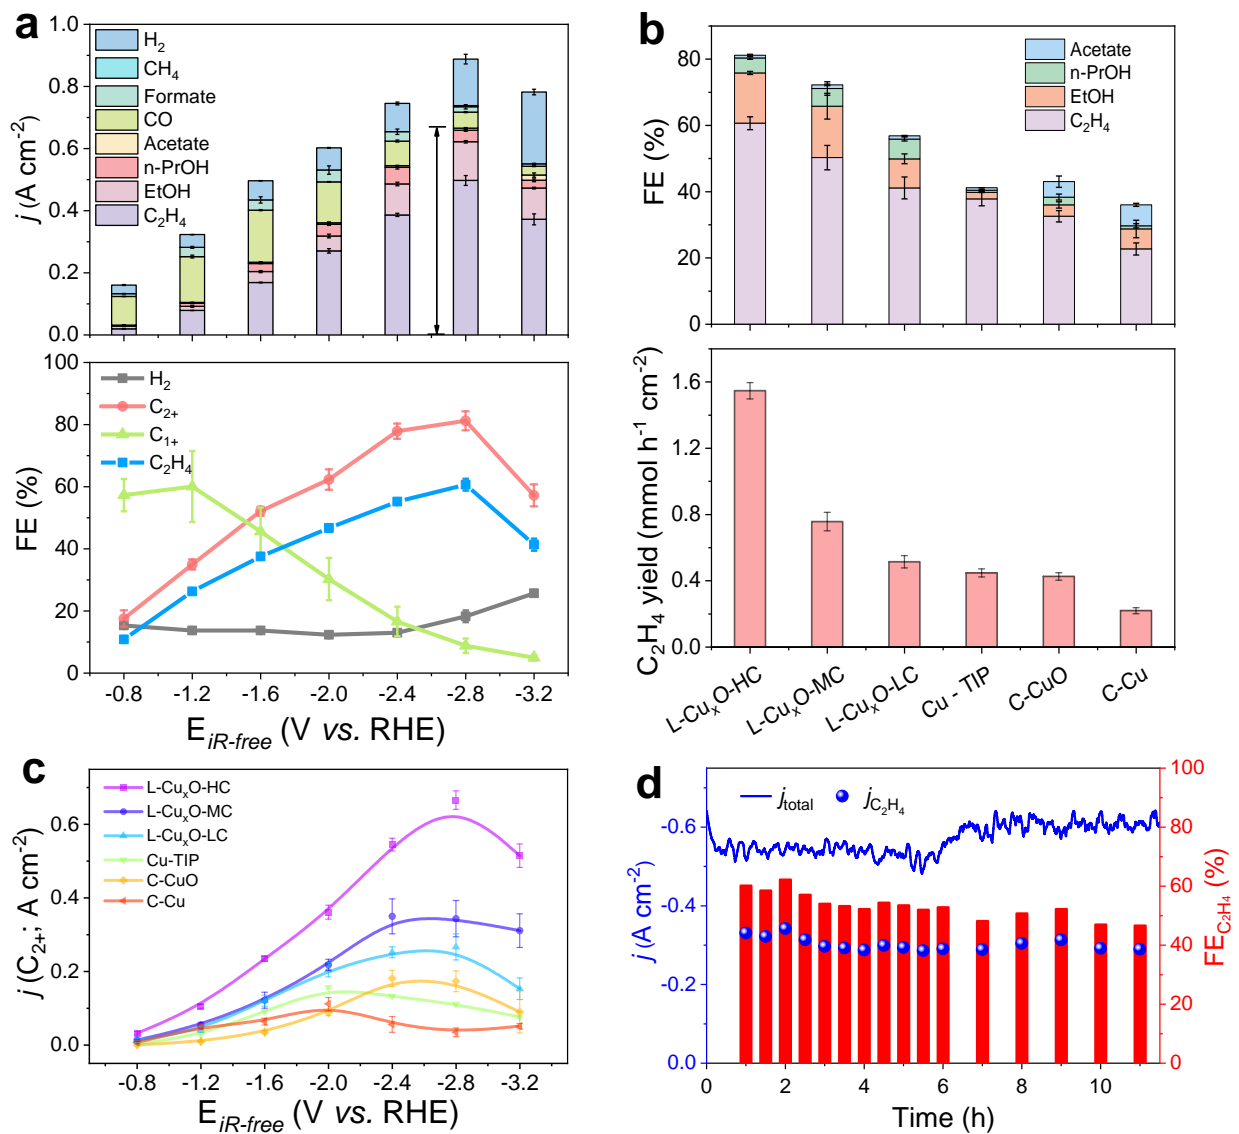 a
1.0
0.8
0.6
0.4
0.2
0.0
j (A cm⁻²)
H₂
CH₄
Formate
CO
Acetate
n-PrOH
EtOH
C₂H₄
100
80
60
40
20
0
FE (%)
H₂
C₂₊
C₁₊
C₂H₄
-0.8 -1.2 -1.6 -2.0 -2.4 -2.8 -3.2
E_iR-free (V vs. RHE)
b
80
60
40
20
0
FE (%)
Acetate
n-PrOH
EtOH
C₂H₄
1.6
1.2
0.8
0.4
0.0
C₂H₄ yield (mmol h⁻¹ cm⁻²)
L-CuₓO-HC
L-CuₓO-MC
L-CuₓO-LC
Cu - TIP
C-CuO
C-Cu
c
L-CuₓO-HC
L-CuₓO-MC
L-CuₓO-LC
Cu-TIP
C-CuO
C-Cu
0.6
0.4
0.2
0.0
j (C₂₊; A cm⁻²)
-0.8 -1.2 -1.6 -2.0 -2.4 -2.8 -3.2
E_iR-free (V vs. RHE)
d
j_total
j_C₂H₄
-0.6
-0.4
-0.2
0.0
j (A cm⁻²)
100
80
60
40
20
0
FE_C₂H₄ (%)
0 2 4 6 8 10
Time (h)